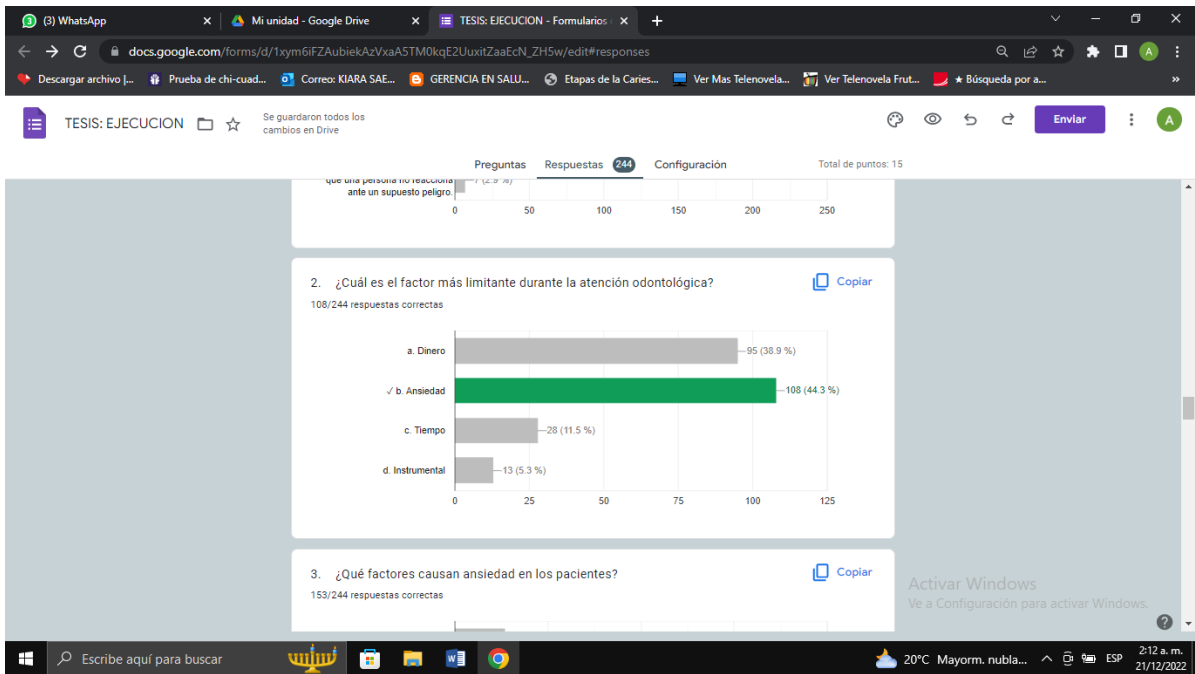 (3) WhatsApp
Mi unidad - Google Drive
TESIS: EJECUCION - Formularios
docs.google.com/forms/d/1xym6iFZAubiekAzVxaA5TM0kqE2UuxitZaaEcN_ZH5w/edit#responses
A
Descargar archivo |...
Prueba de chi-cuad...
Correo: KIARA SAE...
GERENCIA EN SALU...
Etapas de la Caries...
Ver Mas Telenovela...
Ver Telenovela Frut...
★ Búsqueda por a...
»
TESIS: EJECUCION
Se guardaron todos los
cambios en Drive
Enviar
A
Preguntas
Respuestas 244
Configuración
Total de puntos: 15
que una persona no reacciona
ante un supuesto peligro.
7 (2.9 %)
0 50 100 150 200 250
2. ¿Cuál es el factor más limitante durante la atención odontológica?
Copiar
108/244 respuestas correctas
a. Dinero
95 (38.9 %)
✓ b. Ansiedad
108 (44.3 %)
c. Tiempo
28 (11.5 %)
d. Instrumental
13 (5.3 %)
0 25 50 75 100 125
3. ¿Qué factores causan ansiedad en los pacientes?
Copiar
153/244 respuestas correctas
Activar Windows
Ve a Configuración para activar Windows.
Escribe aquí para buscar
20°C Mayorm. nubla...
ESP
2:12 a. m.
21/12/2022